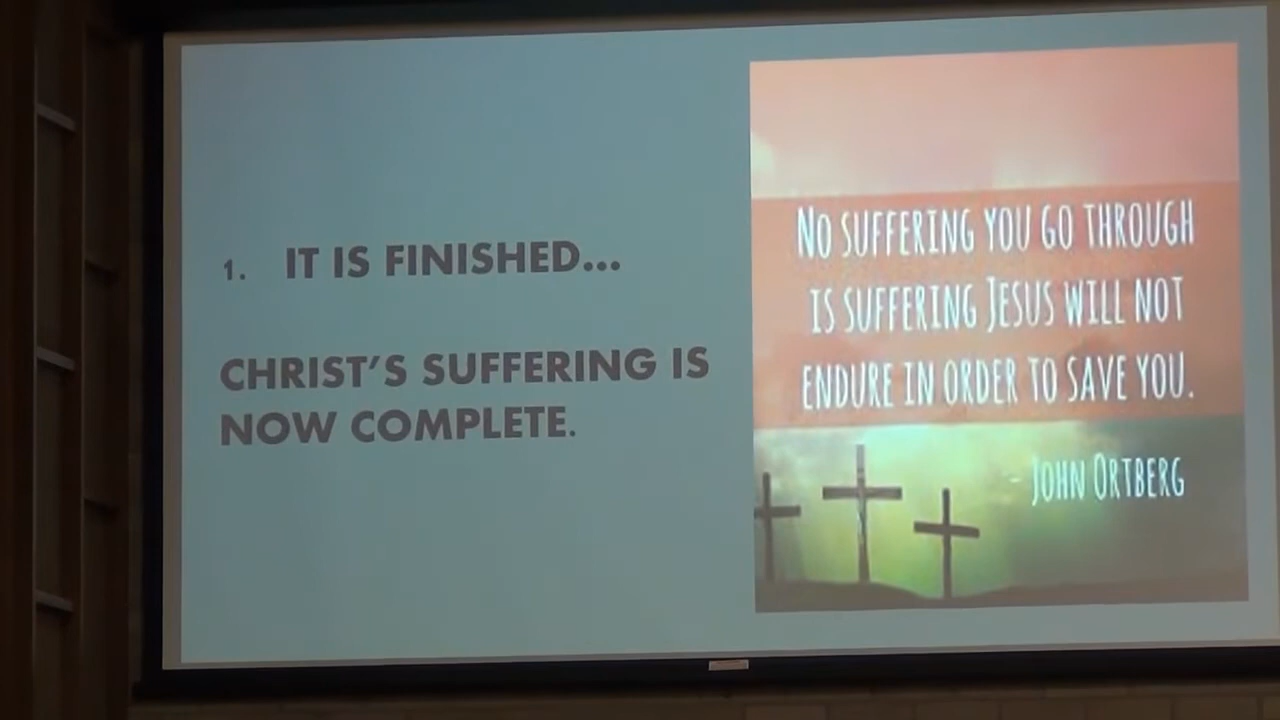 1. IT IS FINISHED...
CHRIST'S SUFFERING IS
NOW COMPLETE.
NO SUFFERING YOU GO THROUGH
IS SUFFERING JESUS WILL NOT
ENDURE IN ORDER TO SAVE YOU.
- JOHN ORTBERG